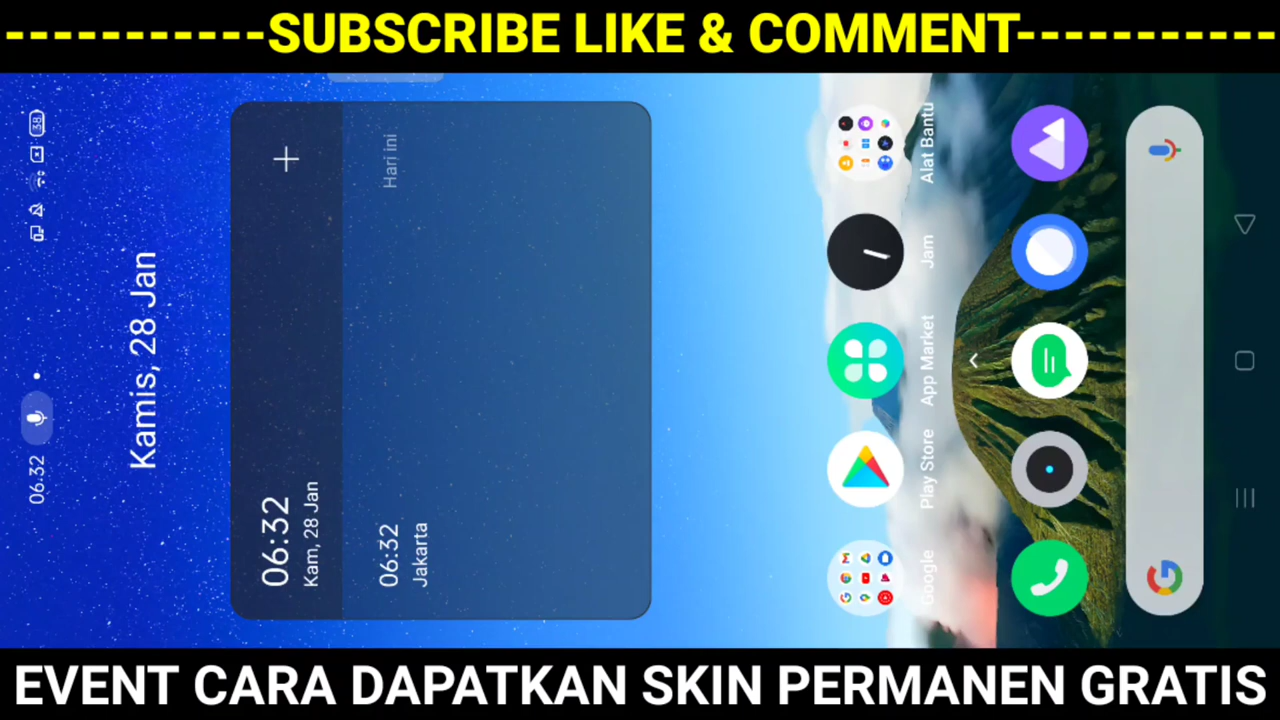 -----------SUBSCRIBE LIKE & COMMENT-----------
06.32
38
Kamis, 28 Jan
06:32
Kam, 28 Jan
+
06:32
Jakarta
Hari ini
Google
Play Store
App Market
Jam
Alat Bantu
EVENT CARA DAPATKAN SKIN PERMANEN GRATIS